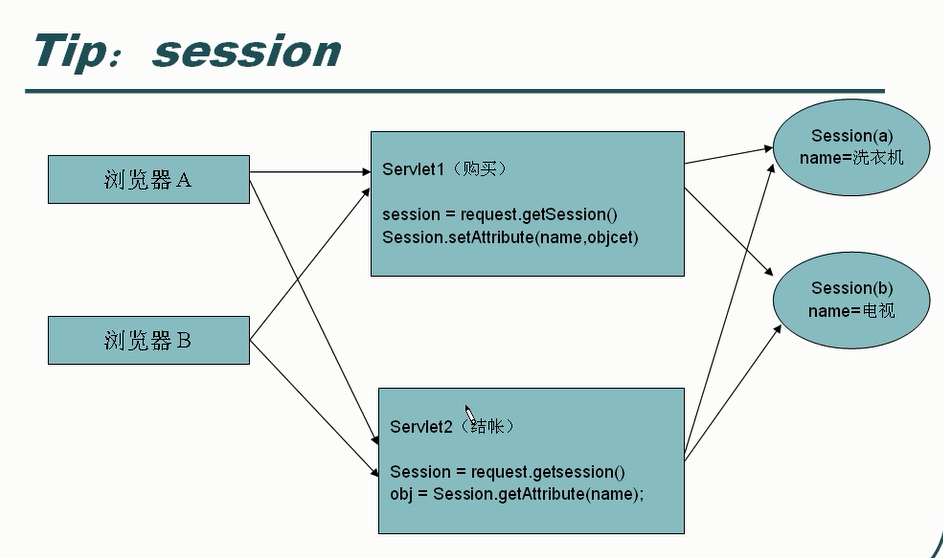 Tip: session
浏览器A
浏览器B
Servlet1（购买）
session = request.getSession()
Session.setAttribute(name,objcet)
Servlet2（结帐）
Session = request.getsession()
obj = Session.getAttribute(name);
Session(a)
name=洗衣机
Session(b)
name=电视